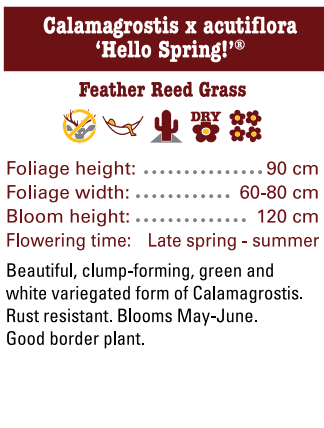 Calamagrostis x acutiflora
‘Hello Spring!’®
Feather Reed Grass
DRY
Foliage height: ................ 90 cm
Foliage width: ............ 60-80 cm
Bloom height: .............. 120 cm
Flowering time: Late spring - summer
Beautiful, clump-forming, green and
white variegated form of Calamagrostis.
Rust resistant. Blooms May-June.
Good border plant.